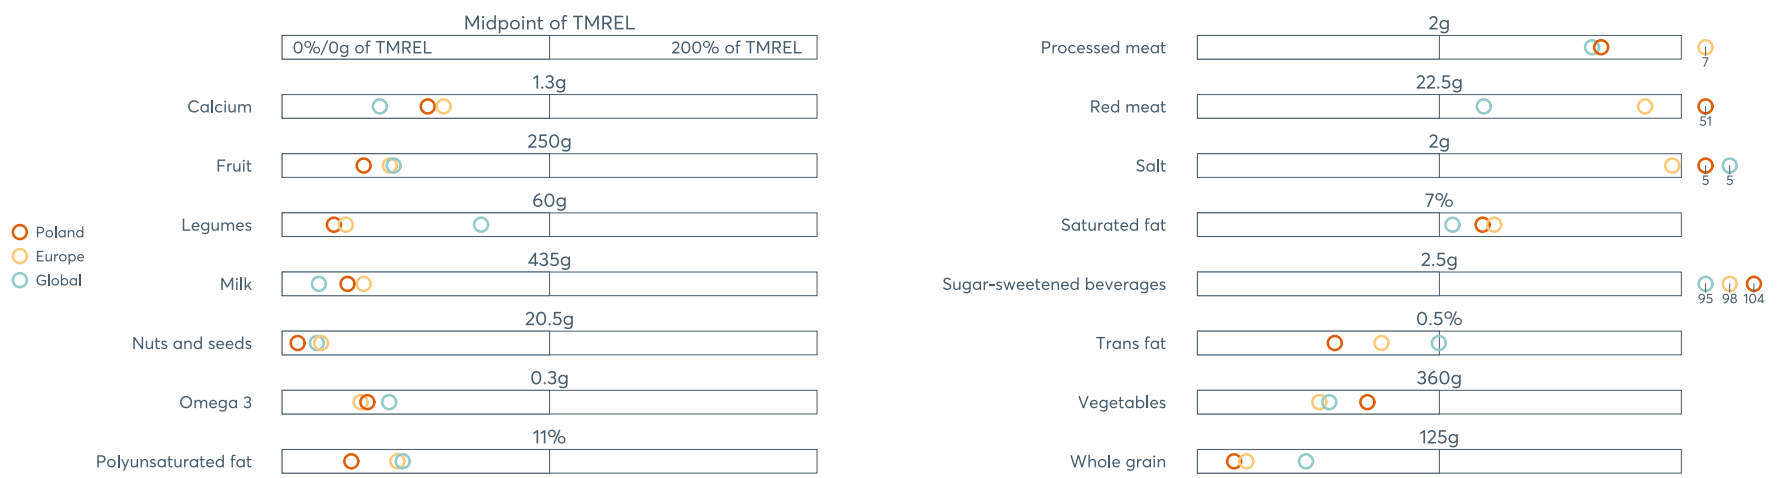 Midpoint of TMREL
0%/0g of TMREL
200% of TMREL
1.3g
Calcium
250g
Fruit
60g
Legumes
435g
Milk
20.5g
Nuts and seeds
0.3g
Omega 3
11%
Polyunsaturated fat
Poland
Europe
Global
2g
Processed meat
7
22.5g
Red meat
51
2g
Salt
5 5
7%
Saturated fat
2.5g
Sugar-sweetened beverages
95 98 104
0.5%
Trans fat
360g
Vegetables
125g
Whole grain